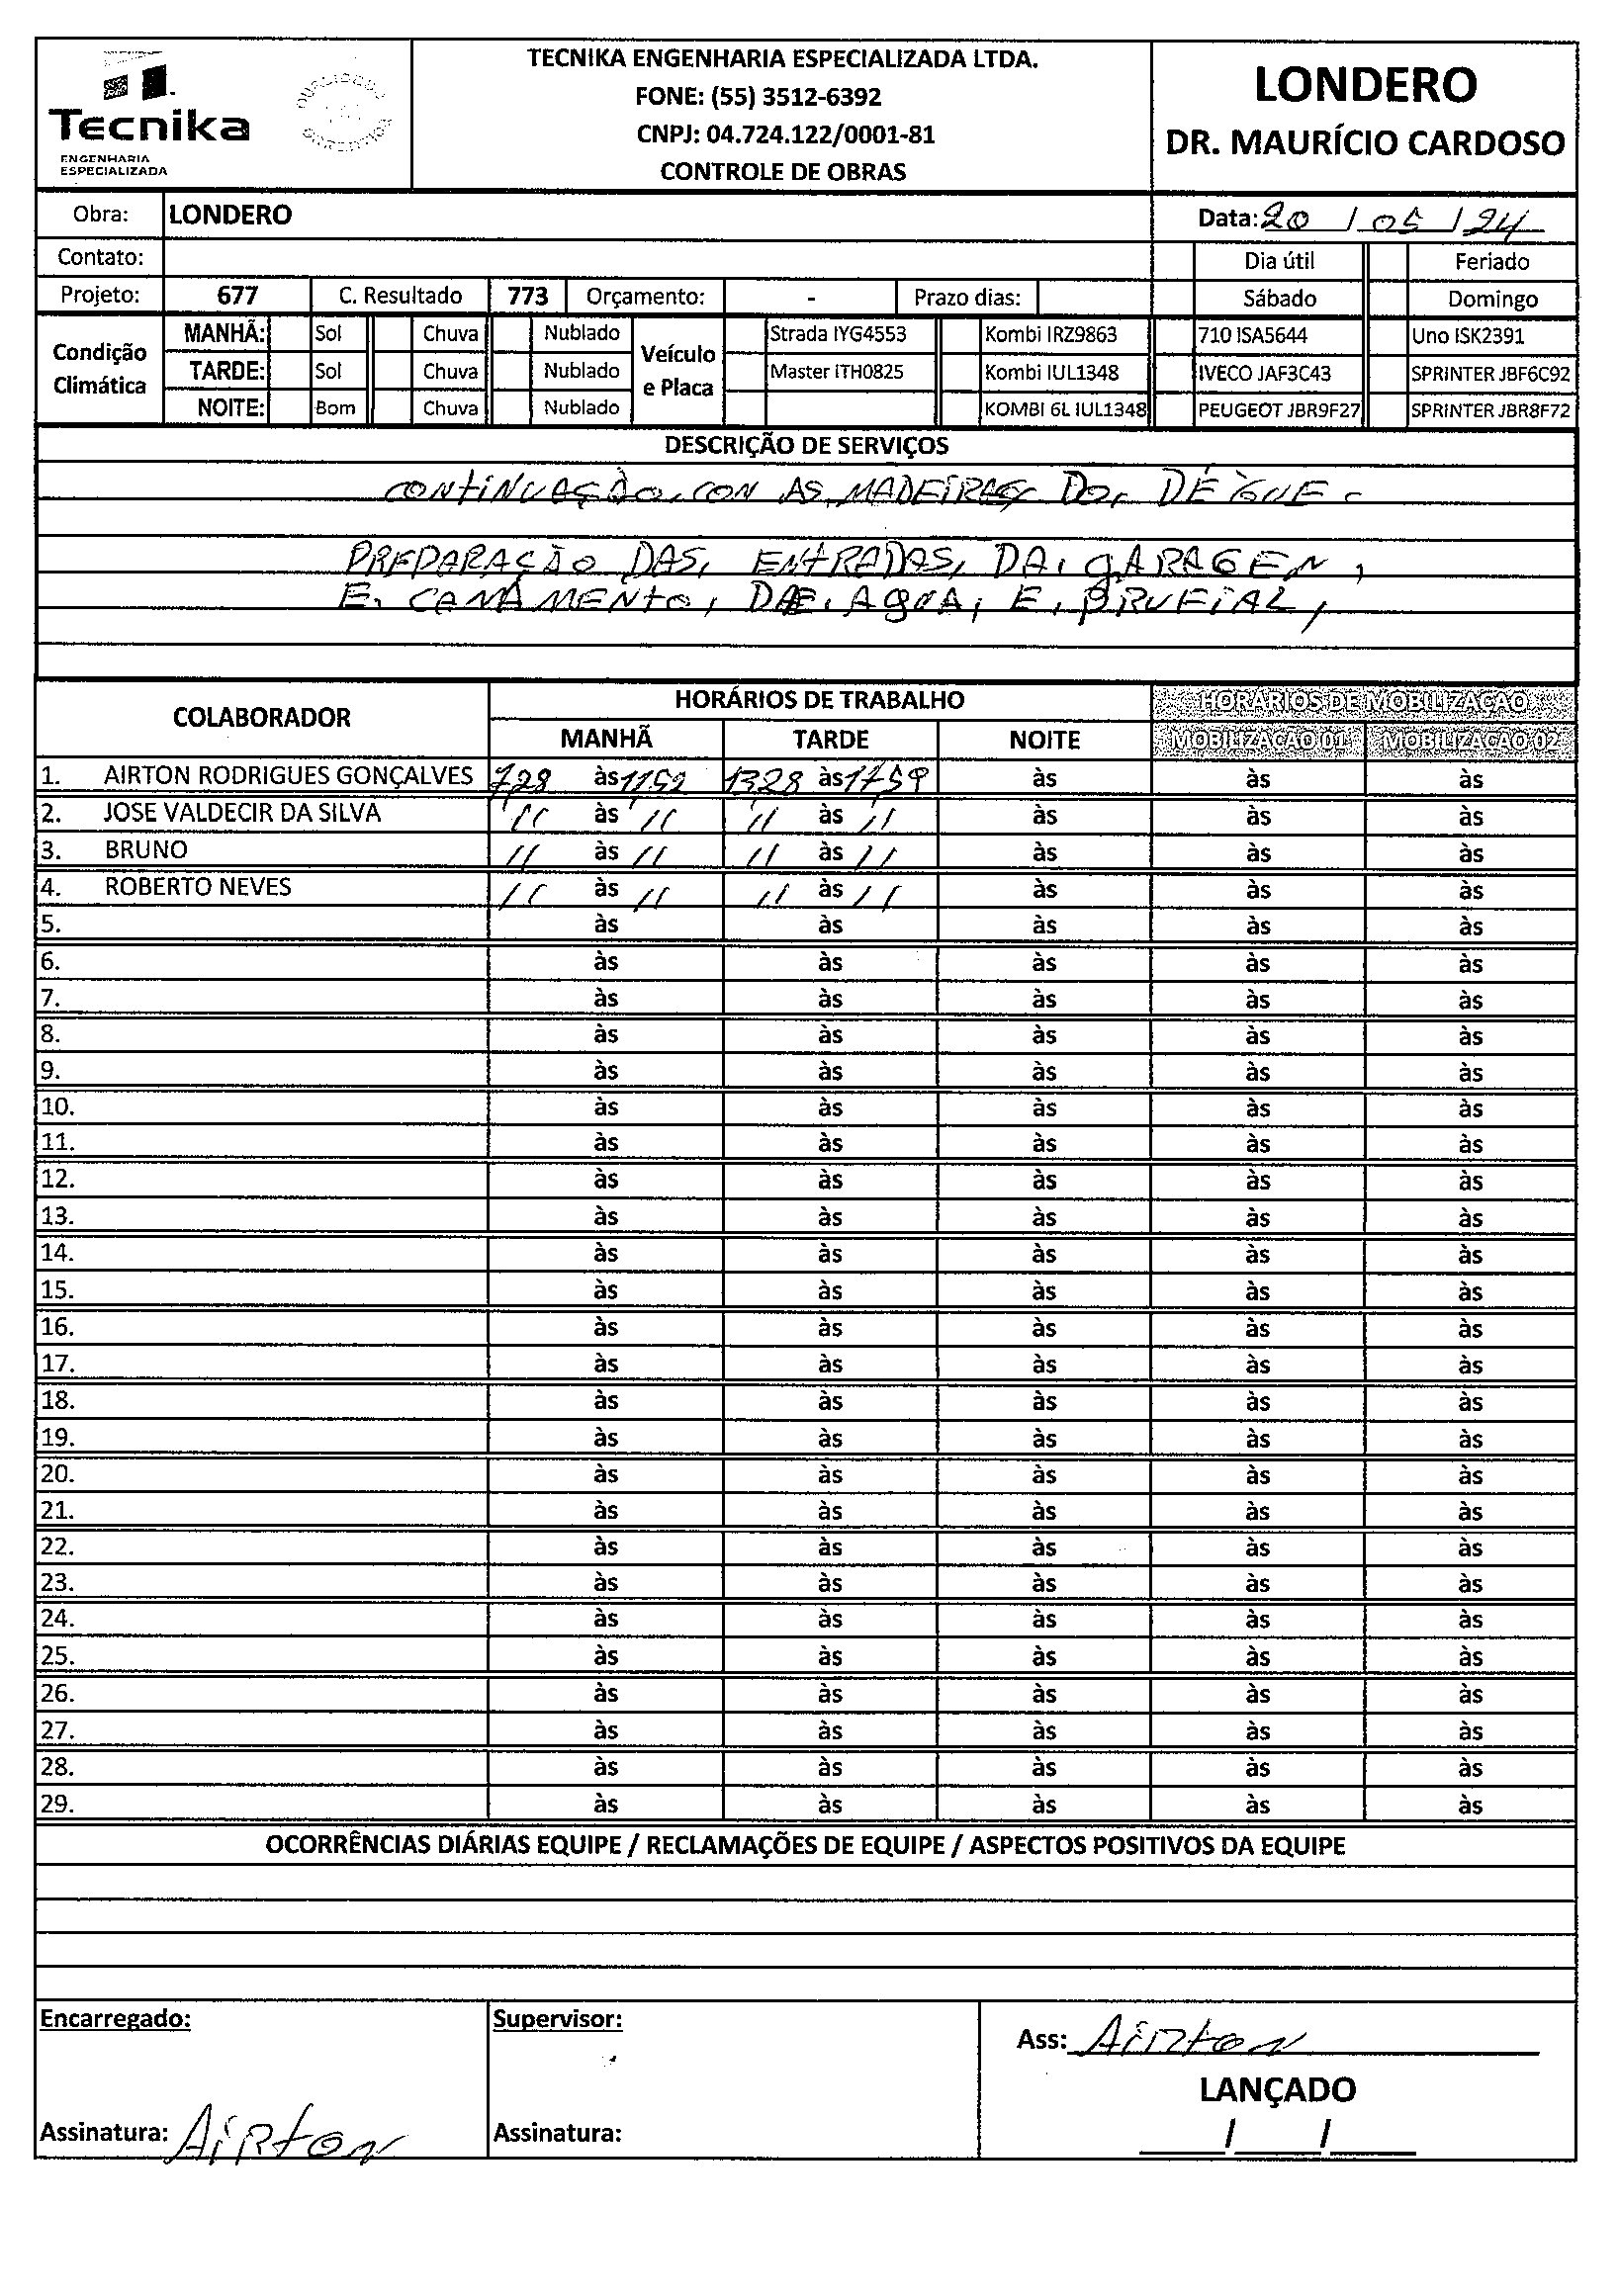 TECNIKA ENGENHARIA ESPECIALIZADA LTDA.
FONE: (55) 3512-6392
CNPJ: 04.724.122/0001-81
CONTROLE DE OBRAS
Tecnika
ENGENHARIA
ESPECIALIZADA
LONDERO
DR. MAURÍCIO CARDOSO
Obra: LONDERO Data: 20 / 05 / 24
Contato: Dia útil Feriado
Projeto: 677 C. Resultado 773 Orçamento: - Prazo dias: Sábado Domingo
Condição Climática
MANHÃ: Sol Chuva Nublado
TARDE: Sol Chuva Nublado
NOITE: Bom Chuva Nublado
Veículo e Placa
Strada IYG4553 Kombi IRZ9863 710 ISA5644 Uno ISK2391
Master ITH0825 Kombi IUL1348 IVECO JAF3C43 SPRINTER JBF6C92
KOMBI 6L IUL1348 PEUGEOT JBR9F27 SPRINTER JBR8F72
DESCRIÇÃO DE SERVIÇOS
CONTINUAÇÃO, CON AS, MADEIRAS, DO,
PREPARAÇÃO DAS, ENTRADAS, DA, GARAGEN,
E, CANAMENTO, AGUA, E,
COLABORADOR HORÁRIOS DE TRABALHO HORÁRIOS DE MOBILIZAÇÃO
MANHÃ TARDE NOITE MOBILIZAÇÃO 01 MOBILIZAÇÃO 02
1. AIRTON RODRIGUES GONÇALVES 728 às 1152 1328 às 1759 às às às
2. JOSE VALDECIR DA SILVA 11 às 11 11 às 11 às às às
3. BRUNO 11 às 11 11 às 11 às às às
4. ROBERTO NEVES 11 às 11 11 às 11 às às às
5. às às às às às
6. às às às às às
7. às às às às às
8. às às às às às
9. às às às às às
10. às às às às às
11. às às às às às
12. às às às às às
13. às às às às às
14. às às às às às
15. às às às às às
16. às às às às às
17. às às às às às
18. às às às às às
19. às às às às às
20. às às às às às
21. às às às às às
22. às às às às às
23. às às às às às
24. às às às às às
25. às às às às às
26. às às às às às
27. às às às às às
28. às às às às às
29. às às às às às
OCORRÊNCIAS DIÁRIAS EQUIPE / RECLAMAÇÕES DE EQUIPE / ASPECTOS POSITIVOS DA EQUIPE
Encarregado: Supervisor: Ass: Airton
LANÇADO
Assinatura: Airton Assinatura: / /